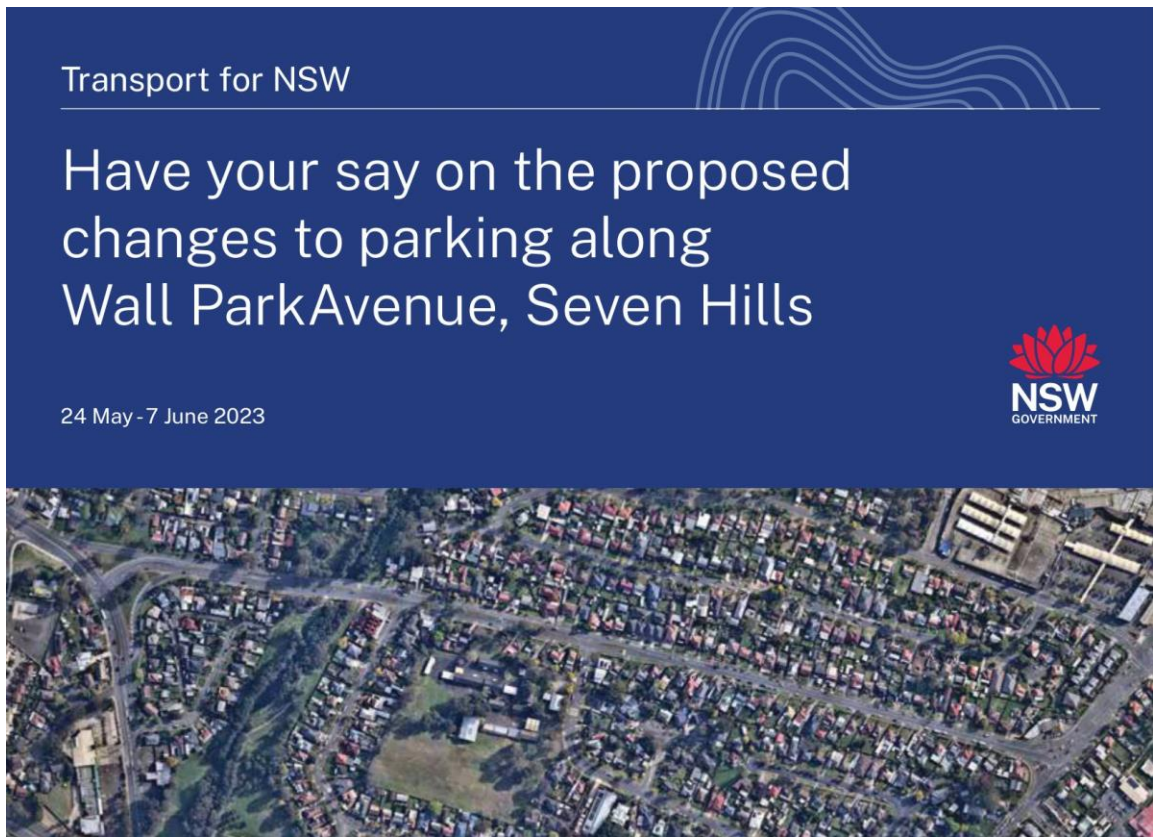 Transport for NSW
Have your say on the proposed
changes to parking along
Wall ParkAvenue, Seven Hills
24 May - 7 June 2023
NSW
GOVERNMENT